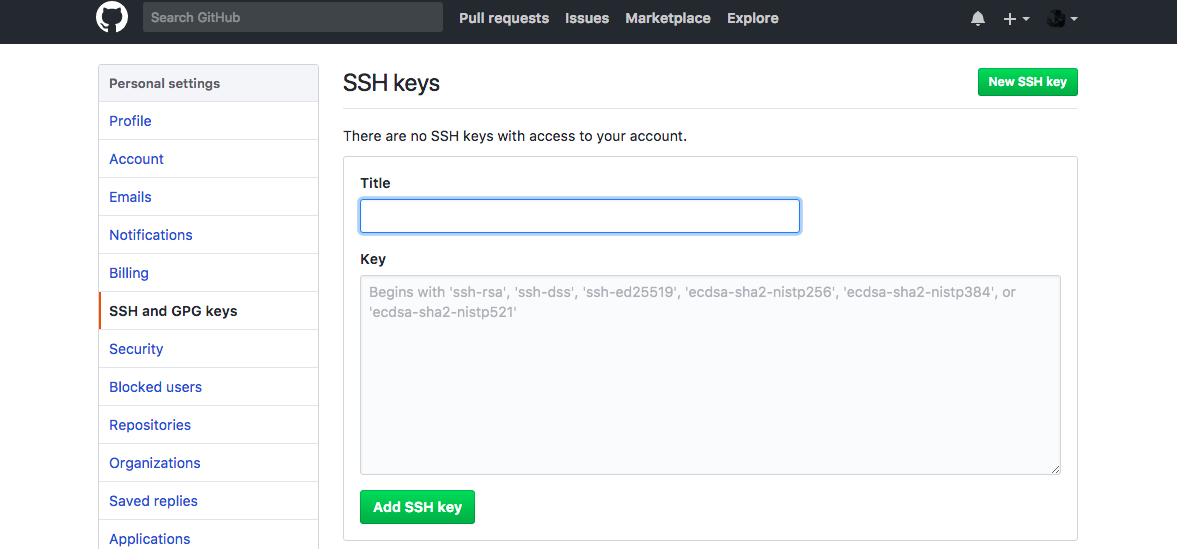 Search GitHub Pull requests Issues Marketplace Explore
Personal settings
Profile
Account
Emails
Notifications
Billing
SSH and GPG keys
Security
Blocked users
Repositories
Organizations
Saved replies
Applications
SSH keys
New SSH key
There are no SSH keys with access to your account.
Title
Key
Begins with 'ssh-rsa', 'ssh-dss', 'ssh-ed25519', 'ecdsa-sha2-nistp256', 'ecdsa-sha2-nistp384', or
'ecdsa-sha2-nistp521'
Add SSH key